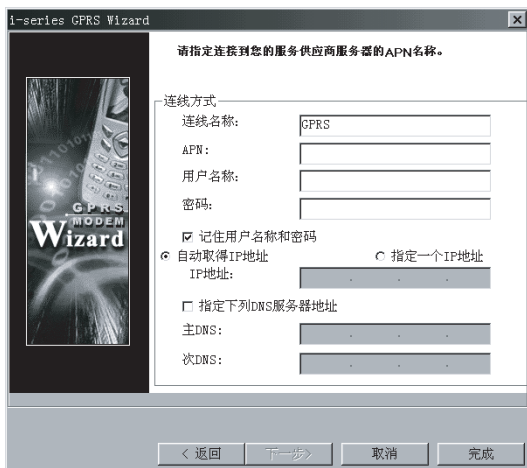 i-series GPRS Wizard
请指定连接到您的服务供应商服务器的APN名称。
连线方式
连线名称: GPRS
APN:
用户名称:
密码:
记住用户名称和密码
自动取得IP地址 指定一个IP地址
IP地址:
指定下列DNS服务器地址
主DNS:
次DNS:
GPRS
MODEM
Wizard
< 返回 下一步> 取消 完成